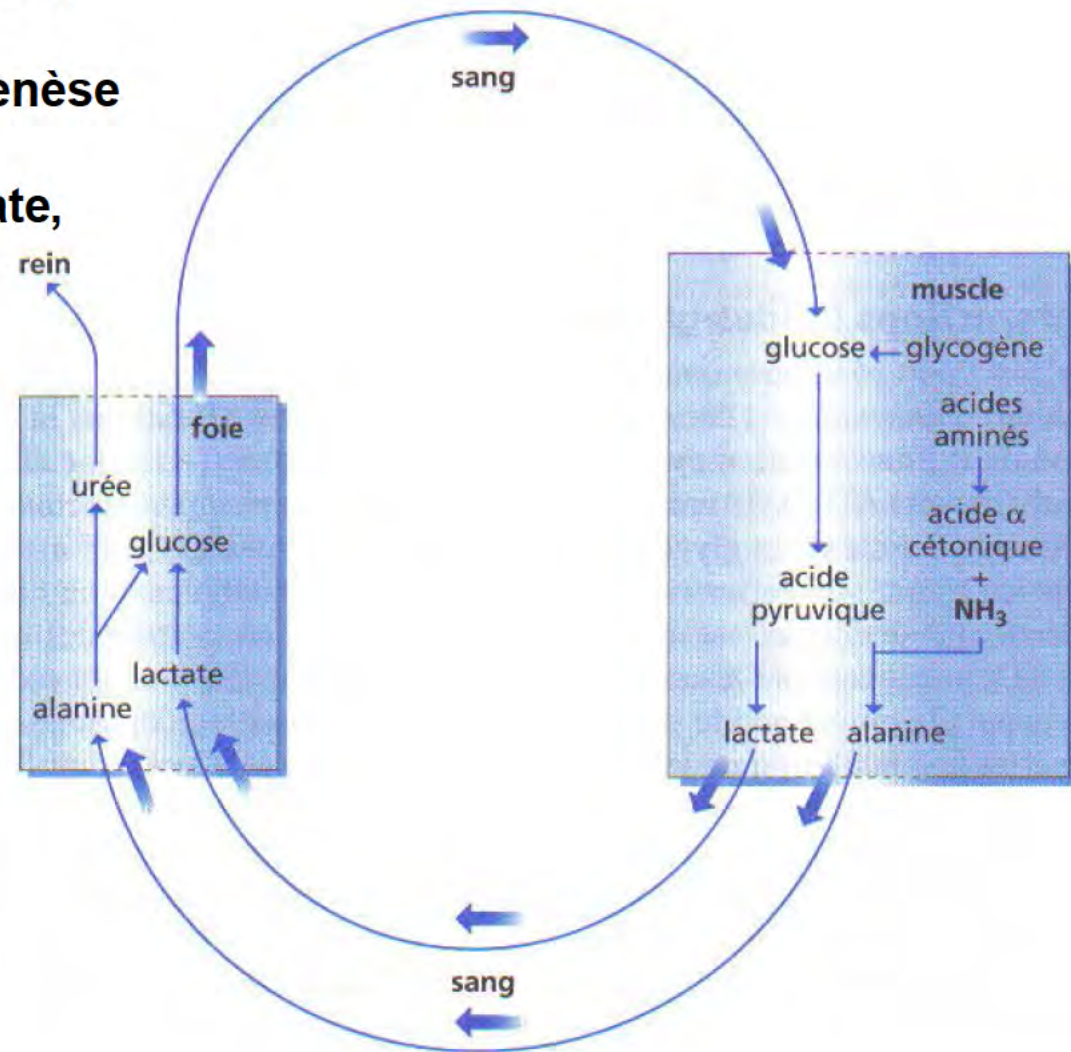 enèse
ate,
sang
rein
muscle
glucose
glycogène
acides
aminés
acide α
cétonique
+
NH₃
acide
pyruvique
lactate
alanine
foie
urée
glucose
lactate
alanine
sang